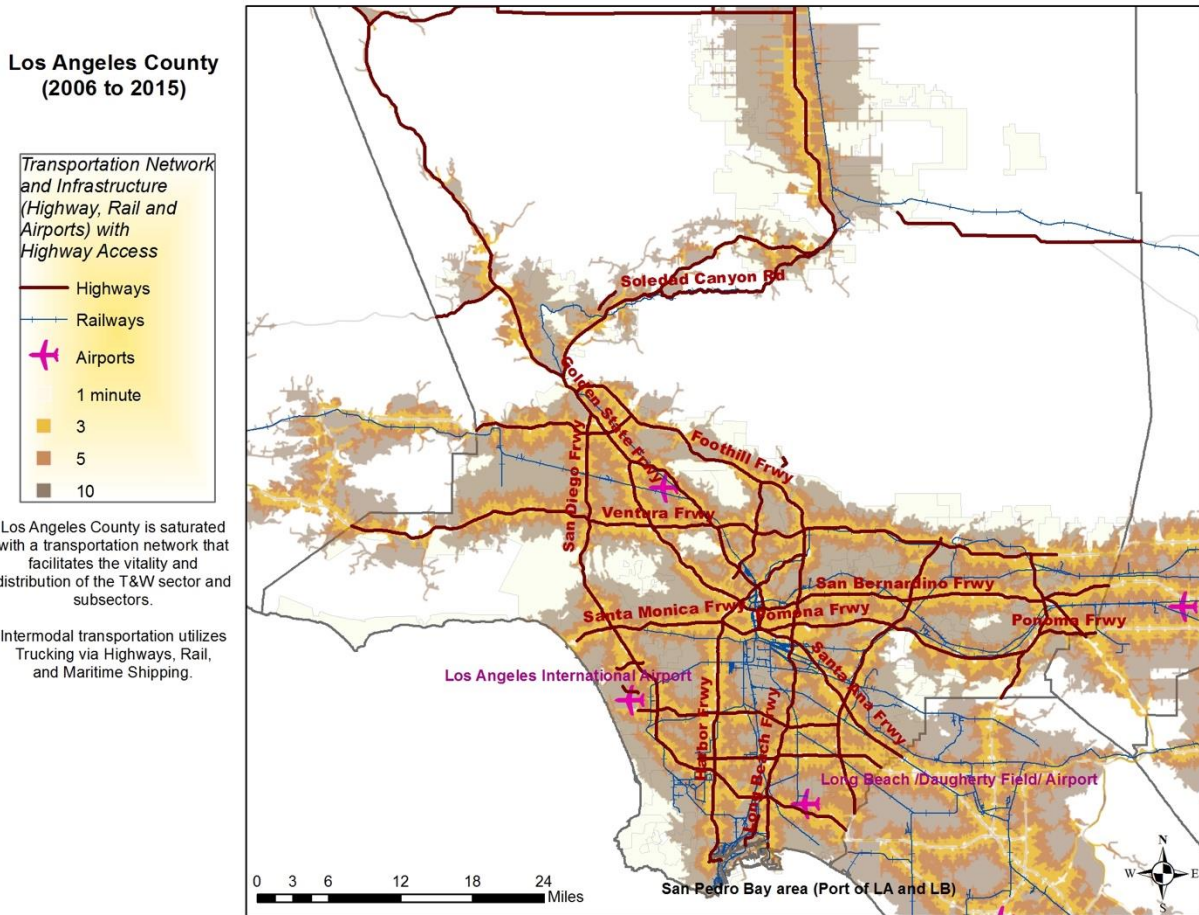 Los Angeles County
(2006 to 2015)
Transportation Network
and Infrastructure
(Highway, Rail and
Airports) with
Highway Access
Highways
Railways
Airports
1 minute
3
5
10
Los Angeles County is saturated
with a transportation network that
facilitates the vitality and
distribution of the T&W sector and
subsectors.
Intermodal transportation utilizes
Trucking via Highways, Rail,
and Maritime Shipping.
Soledad Canyon Rd
Golden State Frwy
San Diego Frwy
Foothill Frwy
Ventura Frwy
San Bernardino Frwy
Santa Monica Frwy
Pomona Frwy
Ponoma Frwy
Santa Ana Frwy
Los Angeles International Airport
Harbor Frwy
Long Beach Frwy
Long Beach /Daugherty Field/ Airport
San Pedro Bay area (Port of LA and LB)
0 3 6 12 18 24
Miles
N
W E
S